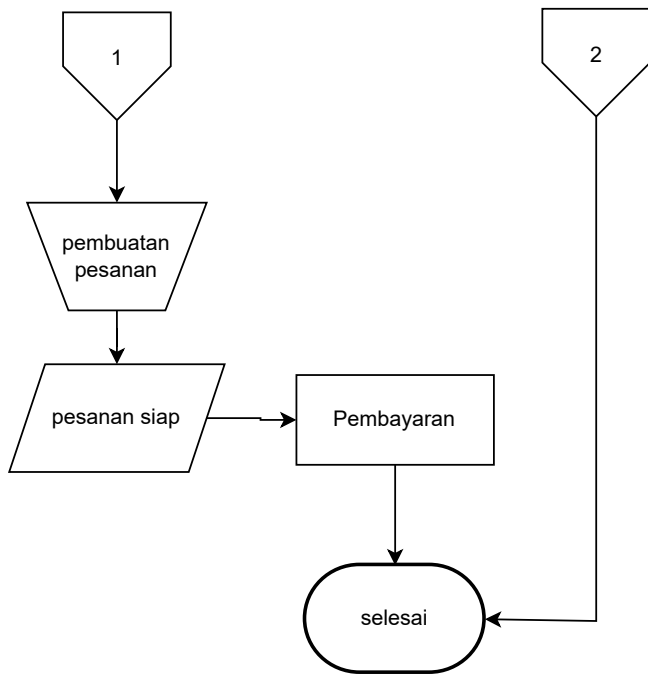 1
2
pembuatan
pesanan
pesanan siap
Pembayaran
selesai